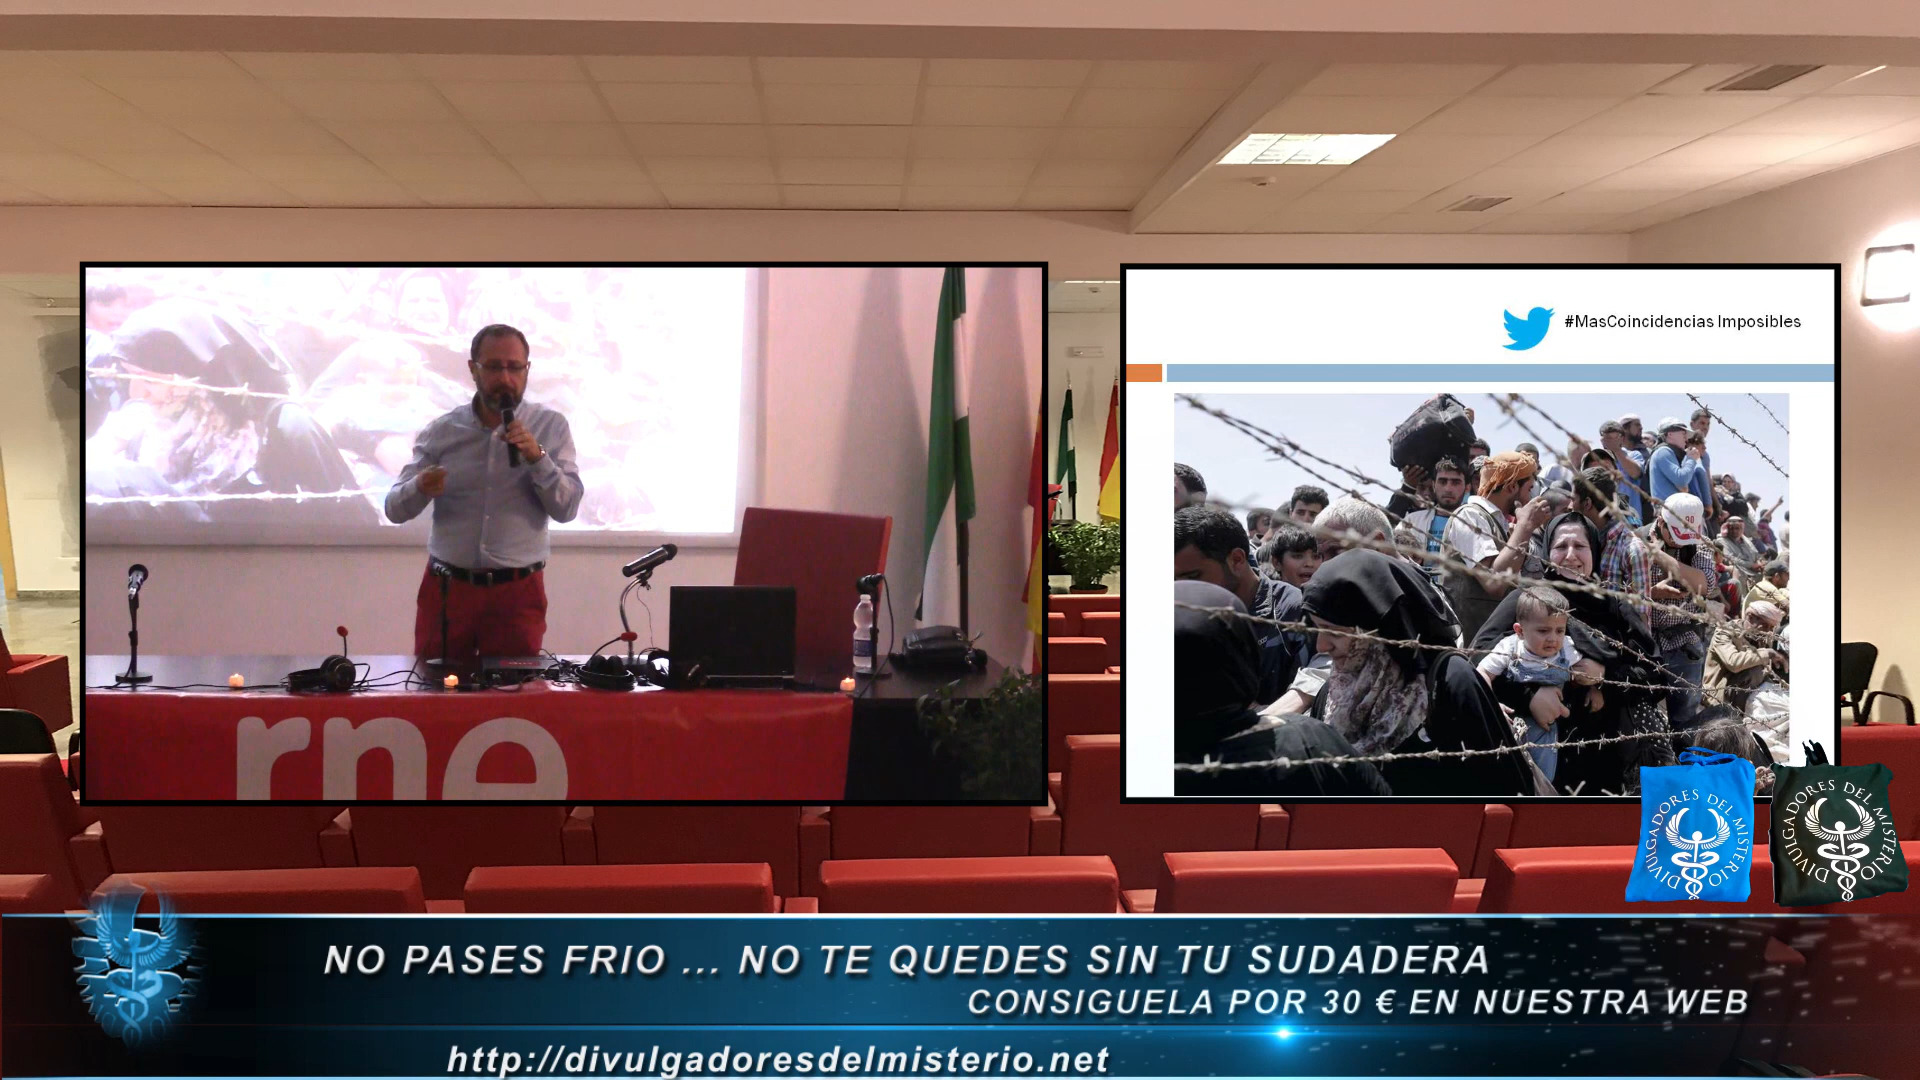 #MasCoincidencias Imposibles
rne
90
DIVULGADORES DEL MISTERIO
DIVULGADORES DEL MISTERIO
NO PASES FRIO ... NO TE QUEDES SIN TU SUDADERA
CONSIGUELA POR 30 € EN NUESTRA WEB
http://divulgadoresdelmisterio.net